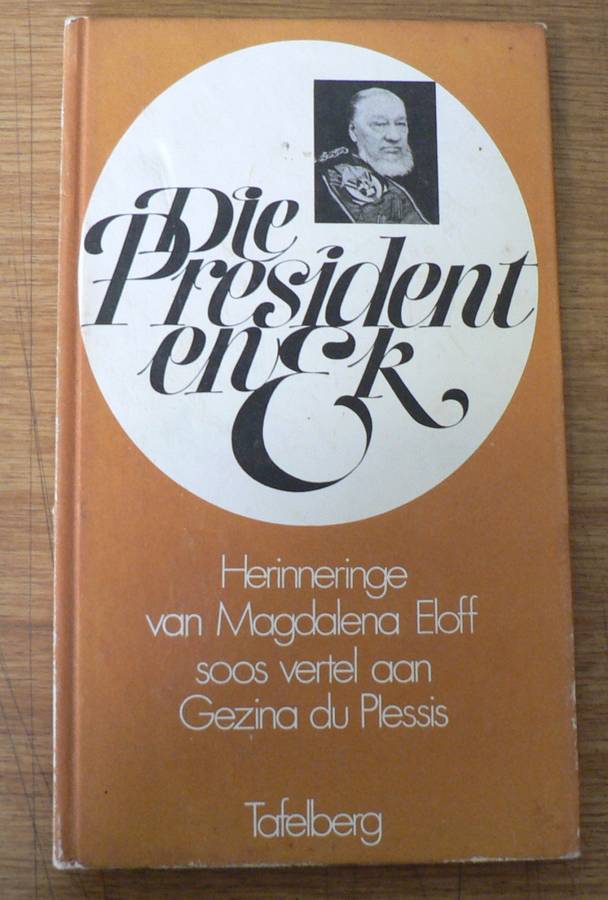 Die
President
en Ek
Herinneringe
van Magdalena Eloff
soos vertel aan
Gezina du Plessis
Tafelberg